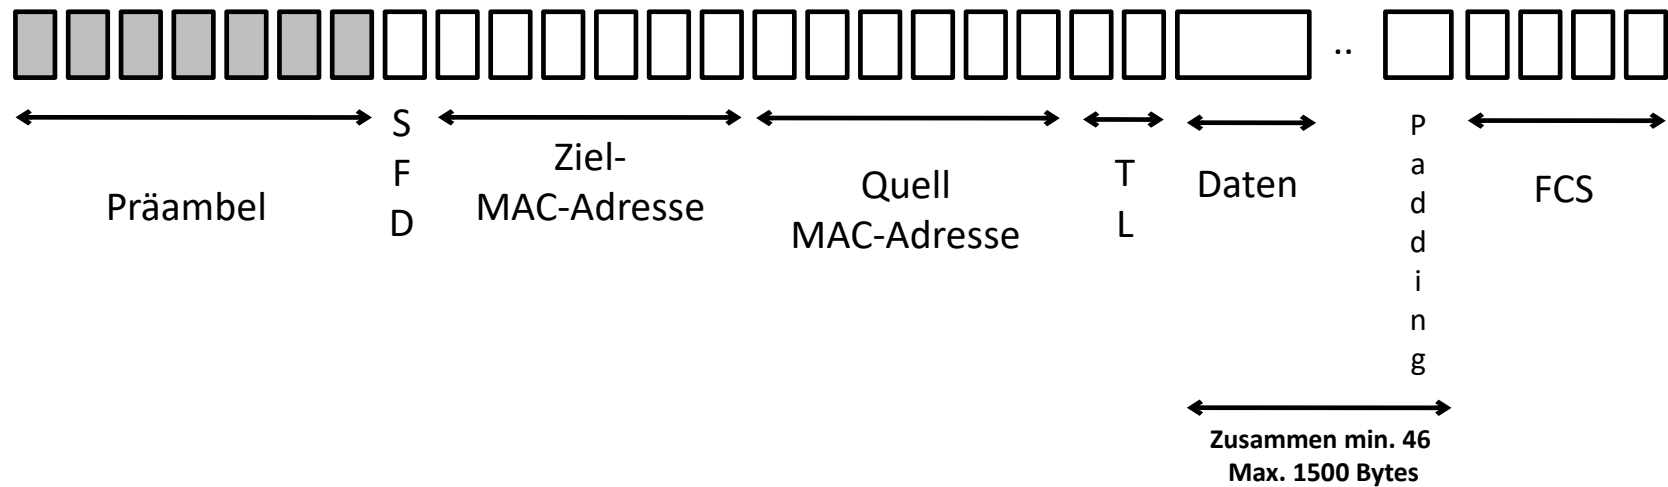 ..
Präambel
S
F
D
Ziel-
MAC-Adresse
Quell
MAC-Adresse
T
L
Daten
P
a
d
d
i
n
g
FCS
Zusammen min. 46
Max. 1500 Bytes